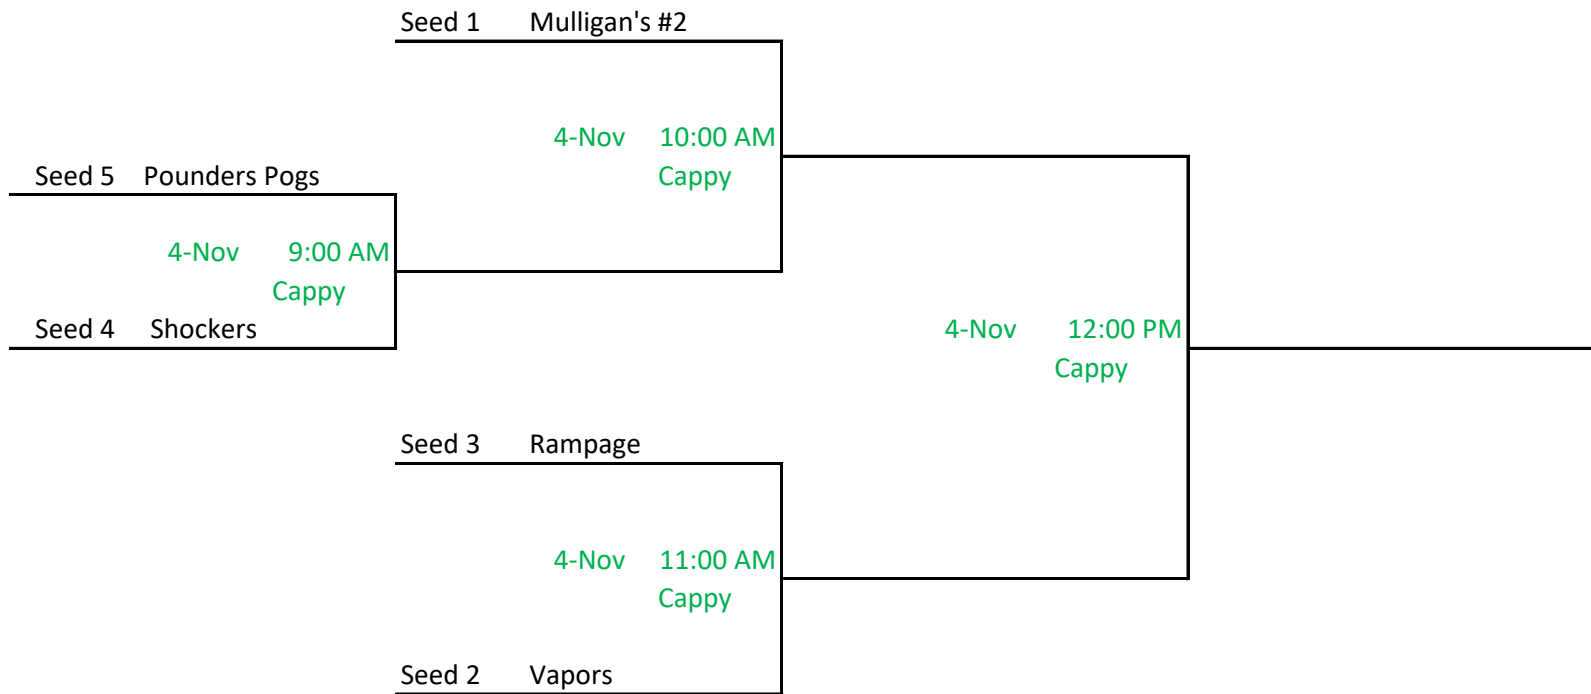 Seed 1 Mulligan's #2
4-Nov 10:00 AM
Cappy
Seed 5 Pounders Pogs
4-Nov 9:00 AM
Cappy
Seed 4 Shockers
4-Nov 12:00 PM
Cappy
Seed 3 Rampage
4-Nov 11:00 AM
Cappy
Seed 2 Vapors